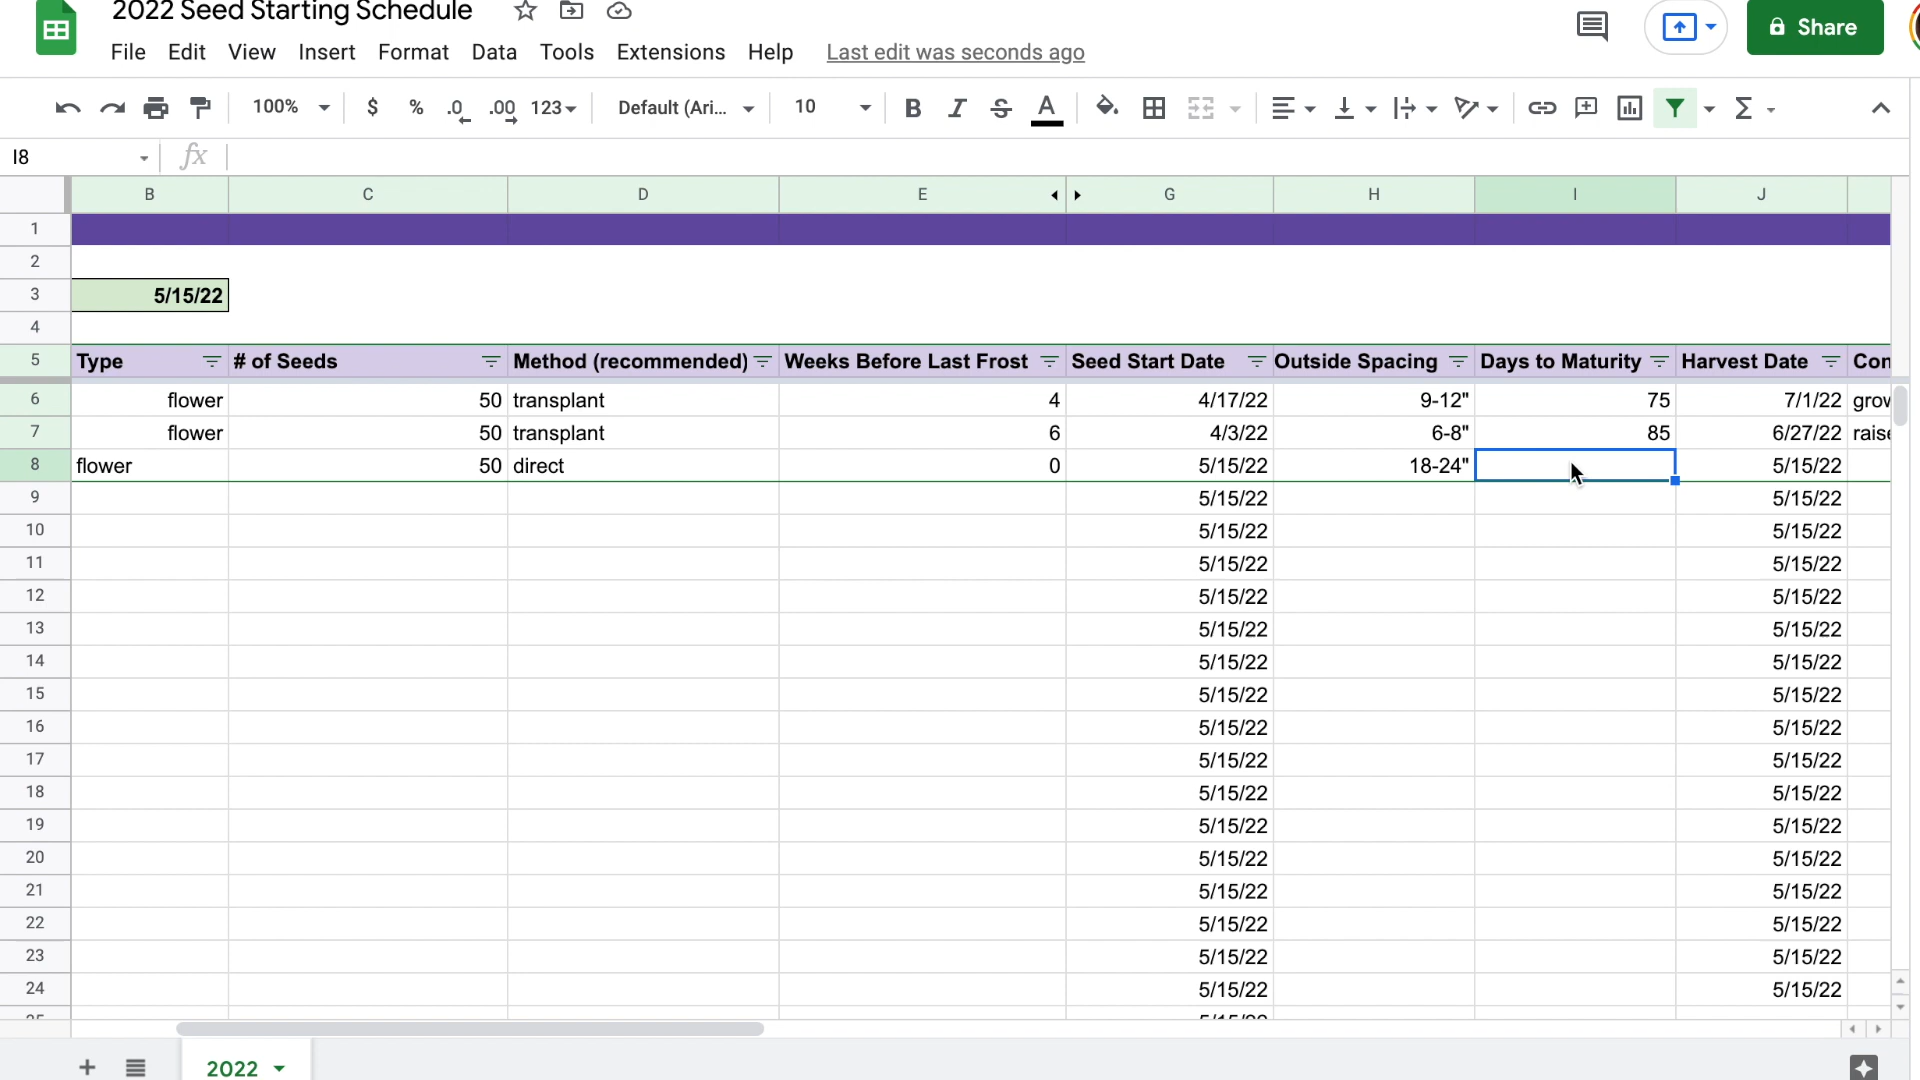 2022 Seed Starting Schedule
File Edit View Insert Format Data Tools Extensions Help Last edit was seconds ago
Share
100% $ % .0 .00 123 Default (Ari... 10 B I S A Σ
I8 fx
B C D E G H I J
1
2
3 5/15/22
4
5 Type # of Seeds Method (recommended) Weeks Before Last Frost Seed Start Date Outside Spacing Days to Maturity Harvest Date Con
6 flower 50 transplant 4 4/17/22 9-12" 75 7/1/22 grow
7 flower 50 transplant 6 4/3/22 6-8" 85 6/27/22 raise
8 flower 50 direct 0 5/15/22 18-24" 5/15/22
9 5/15/22 5/15/22
10 5/15/22 5/15/22
11 5/15/22 5/15/22
12 5/15/22 5/15/22
13 5/15/22 5/15/22
14 5/15/22 5/15/22
15 5/15/22 5/15/22
16 5/15/22 5/15/22
17 5/15/22 5/15/22
18 5/15/22 5/15/22
19 5/15/22 5/15/22
20 5/15/22 5/15/22
21 5/15/22 5/15/22
22 5/15/22 5/15/22
23 5/15/22 5/15/22
24 5/15/22 5/15/22
2022